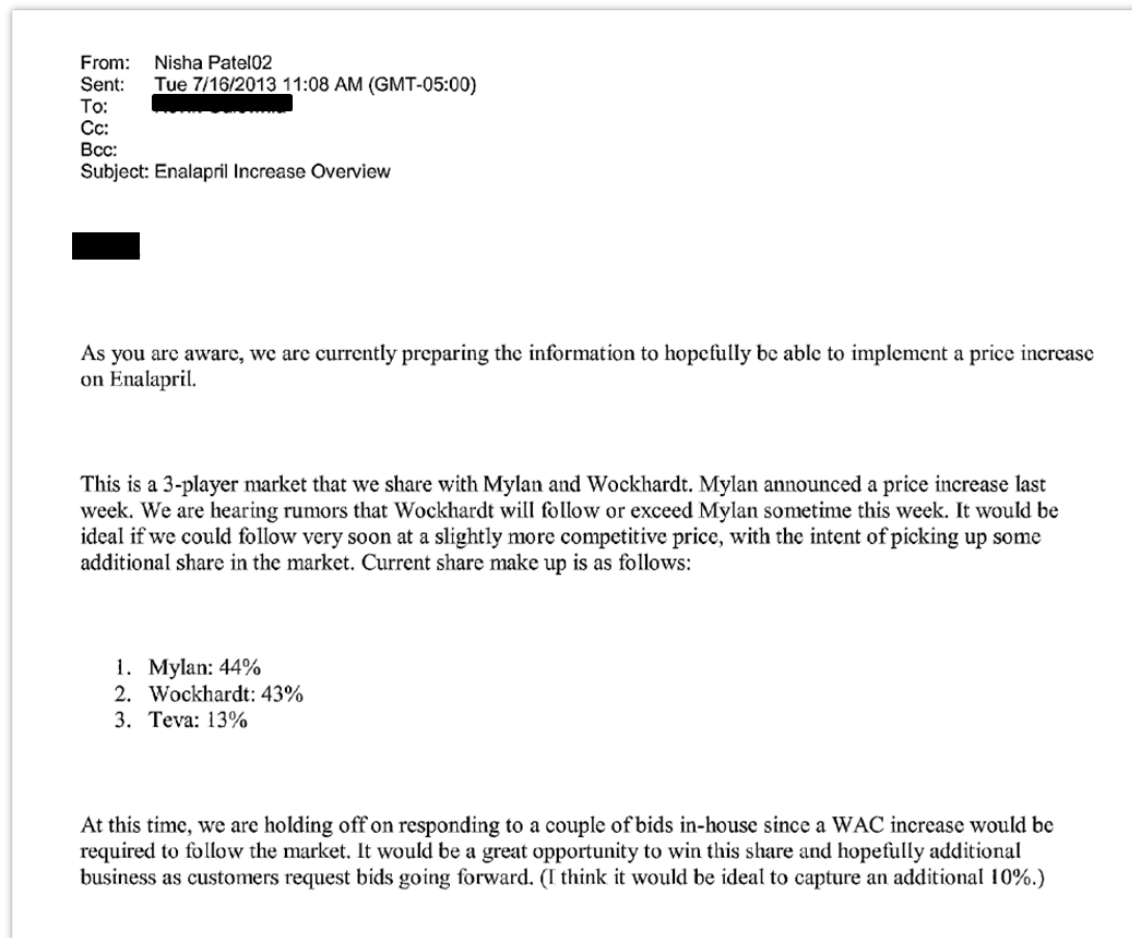 From: Nisha Patel02
Sent: Tue 7/16/2013 11:08 AM (GMT-05:00)
To:
Cc:
Bcc:
Subject: Enalapril Increase Overview
As you are aware, we are currently preparing the information to hopefully be able to implement a price increase
on Enalapril.
This is a 3-player market that we share with Mylan and Wockhardt. Mylan announced a price increase last
week. We are hearing rumors that Wockhardt will follow or exceed Mylan sometime this week. It would be
ideal if we could follow very soon at a slightly more competitive price, with the intent of picking up some
additional share in the market. Current share make up is as follows:
1. Mylan: 44%
2. Wockhardt: 43%
3. Teva: 13%
At this time, we are holding off on responding to a couple of bids in-house since a WAC increase would be
required to follow the market. It would be a great opportunity to win this share and hopefully additional
business as customers request bids going forward. (I think it would be ideal to capture an additional 10%.)